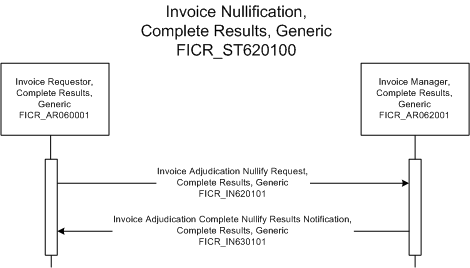 Invoice Nullification,
Complete Results, Generic
FICR_ST620100
Invoice Requestor,
Complete Results,
Generic
FICR_AR060001
Invoice Manager,
Complete Results,
Generic
FICR_AR062001
Invoice Adjudication Nullify Request,
Complete Results, Generic
FICR_IN620101
Invoice Adjudication Complete Nullify Results Notification,
Complete Results, Generic
FICR_IN630101